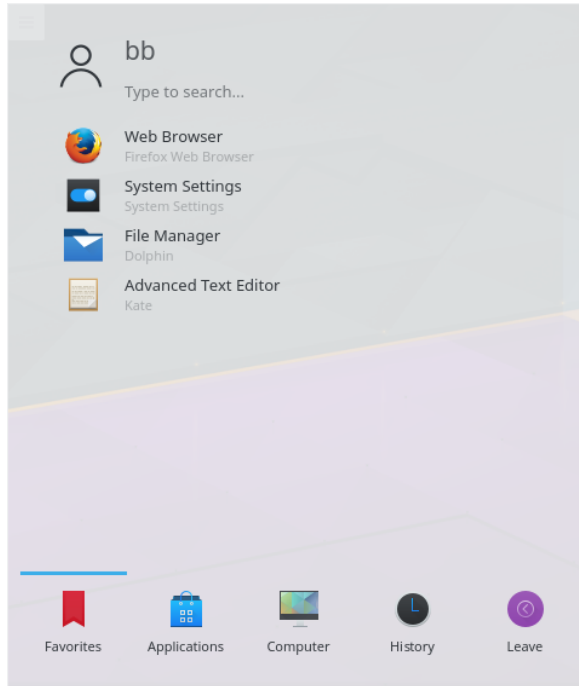 bb
Type to search...
Web Browser
Firefox Web Browser
System Settings
System Settings
File Manager
Dolphin
Advanced Text Editor
Kate
Favorites
Applications
Computer
History
Leave